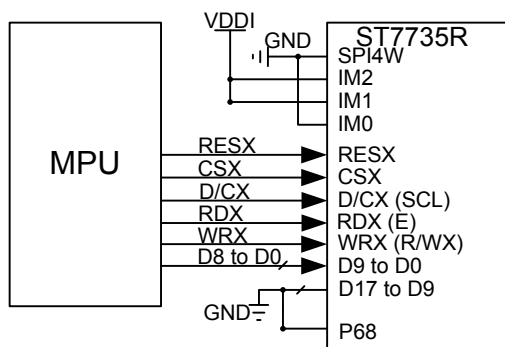 VDDI
GND
ST7735R
SPI4W
IM2
IM1
IM0
MPU
RESX
RESX
CSX
CSX
D/CX
D/CX (SCL)
RDX
RDX (E)
WRX
WRX (R/WX)
D8 to D0
D9 to D0
D17 to D9
GND
P68